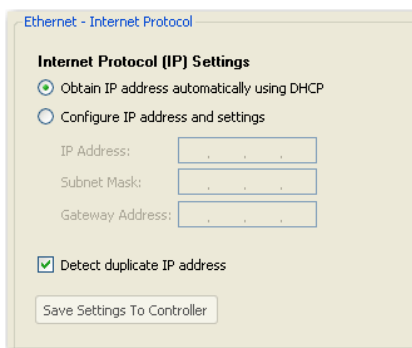 Ethernet - Internet Protocol
Internet Protocol (IP) Settings
Obtain IP address automatically using DHCP
Configure IP address and settings
IP Address: . . .
Subnet Mask: . . .
Gateway Address: . . .
Detect duplicate IP address
Save Settings To Controller